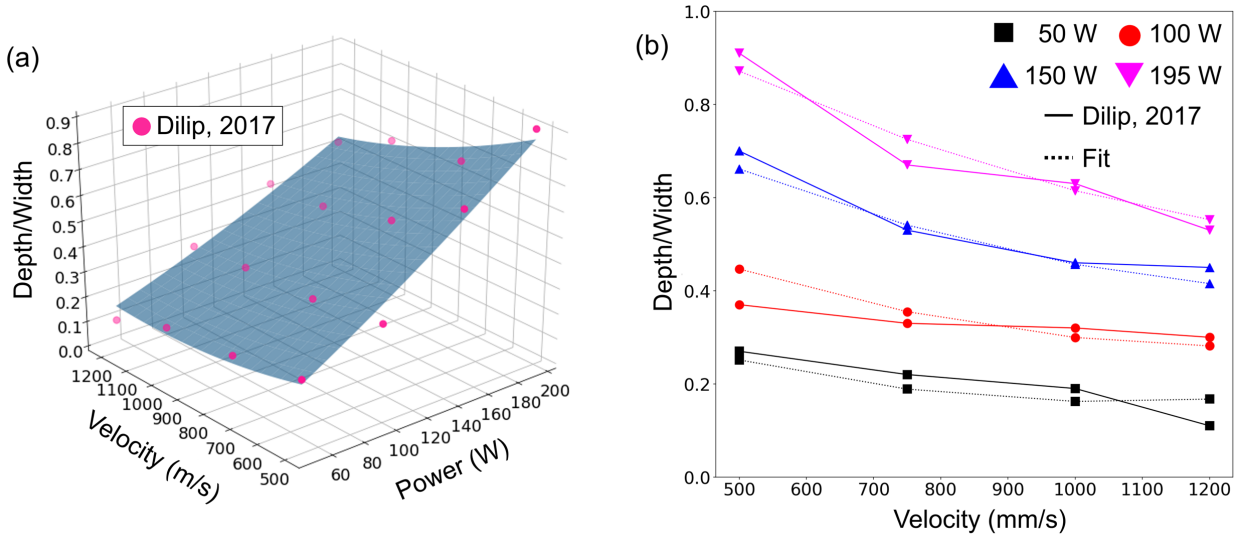 (a)
Dilip, 2017
Depth/Width
0.9
0.8
0.7
0.6
0.5
0.4
0.3
0.2
0.1
0.0
1200
1100
1000
900
800
700
600
500
Velocity (m/s)
60
80
100
120
140
160
180
200
Power (W)
(b)
50 W 100 W
150 W 195 W
Dilip, 2017
Fit
Depth/Width
1.0
0.8
0.6
0.4
0.2
0.0
500 600 700 800 900 1000 1100 1200
Velocity (mm/s)